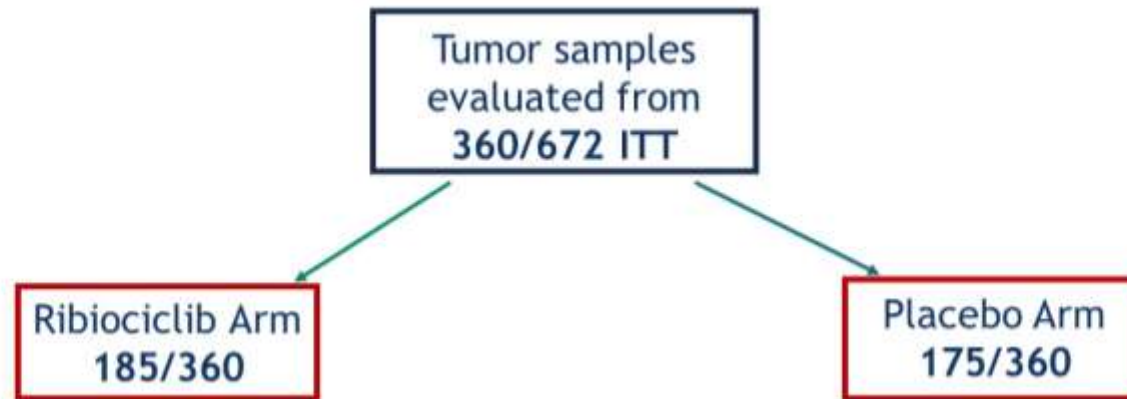 Tumor samples
evaluated from
360/672 ITT
Ribiociclib Arm
185/360
Placebo Arm
175/360